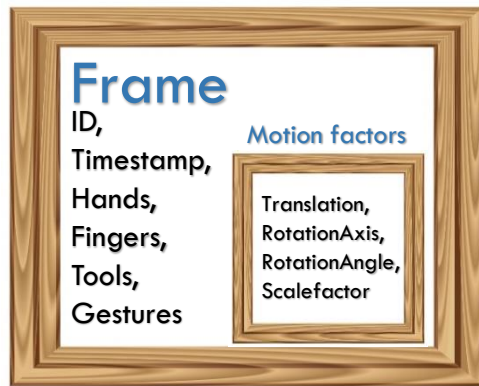 Frame
ID,
Timestamp,
Hands,
Fingers,
Tools,
Gestures
Motion factors
Translation,
RotationAxis,
RotationAngle,
Scalefactor